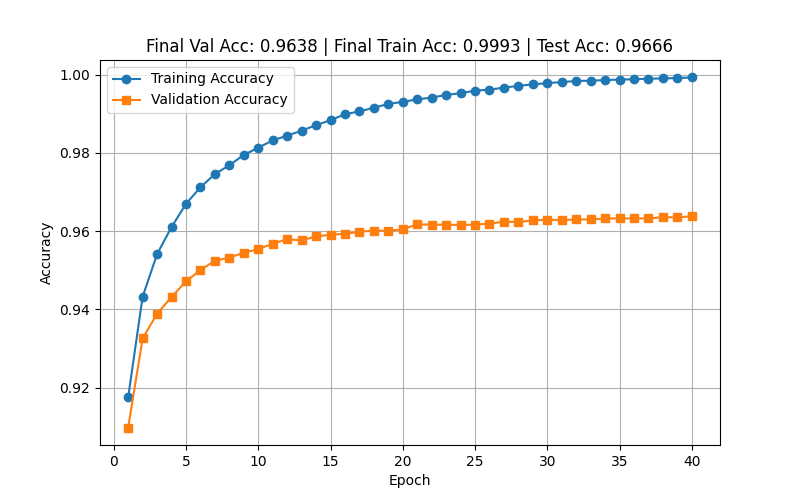 Final Val Acc: 0.9638 | Final Train Acc: 0.9993 | Test Acc: 0.9666
Training Accuracy
Validation Accuracy
1.00
0.98
0.96
0.94
0.92
Accuracy
0 5 10 15 20 25 30 35 40
Epoch